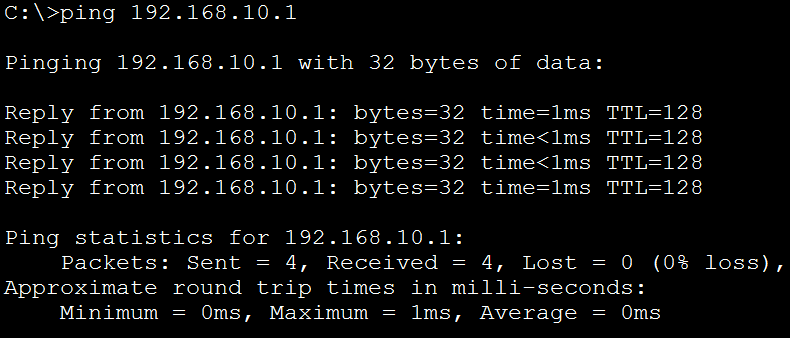 C:\>ping 192.168.10.1
Pinging 192.168.10.1 with 32 bytes of data:
Reply from 192.168.10.1: bytes=32 time=1ms TTL=128
Reply from 192.168.10.1: bytes=32 time<1ms TTL=128
Reply from 192.168.10.1: bytes=32 time<1ms TTL=128
Reply from 192.168.10.1: bytes=32 time=1ms TTL=128
Ping statistics for 192.168.10.1:
Packets: Sent = 4, Received = 4, Lost = 0 (0% loss),
Approximate round trip times in milli-seconds:
Minimum = 0ms, Maximum = 1ms, Average = 0ms